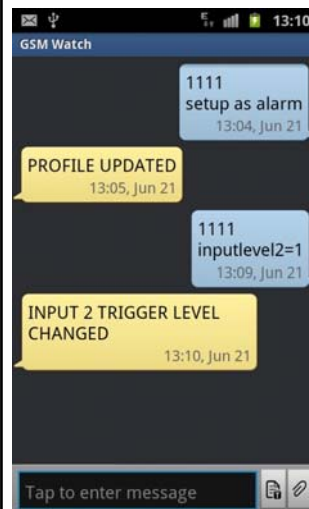 13:10
GSM Watch
1111
setup as alarm
13:04, Jun 21
PROFILE UPDATED
13:05, Jun 21
1111
inputlevel2=1
13:09, Jun 21
INPUT 2 TRIGGER LEVEL
CHANGED
13:10, Jun 21
Tap to enter message